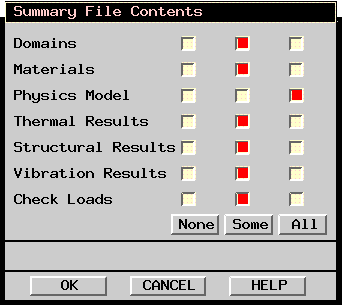 Summary File Contents
Domains
Materials
Physics Model
Thermal Results
Structural Results
Vibration Results
Check Loads
None Some All
OK CANCEL HELP